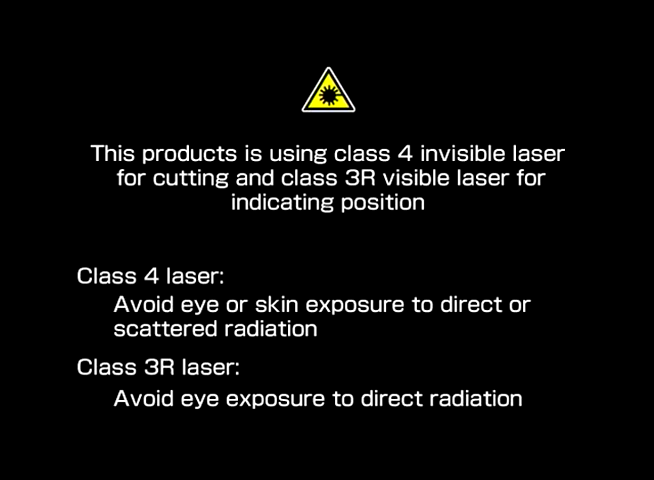 This products is using class 4 invisible laser
for cutting and class 3R visible laser for
indicating position
Class 4 laser:
Avoid eye or skin exposure to direct or
scattered radiation
Class 3R laser:
Avoid eye exposure to direct radiation